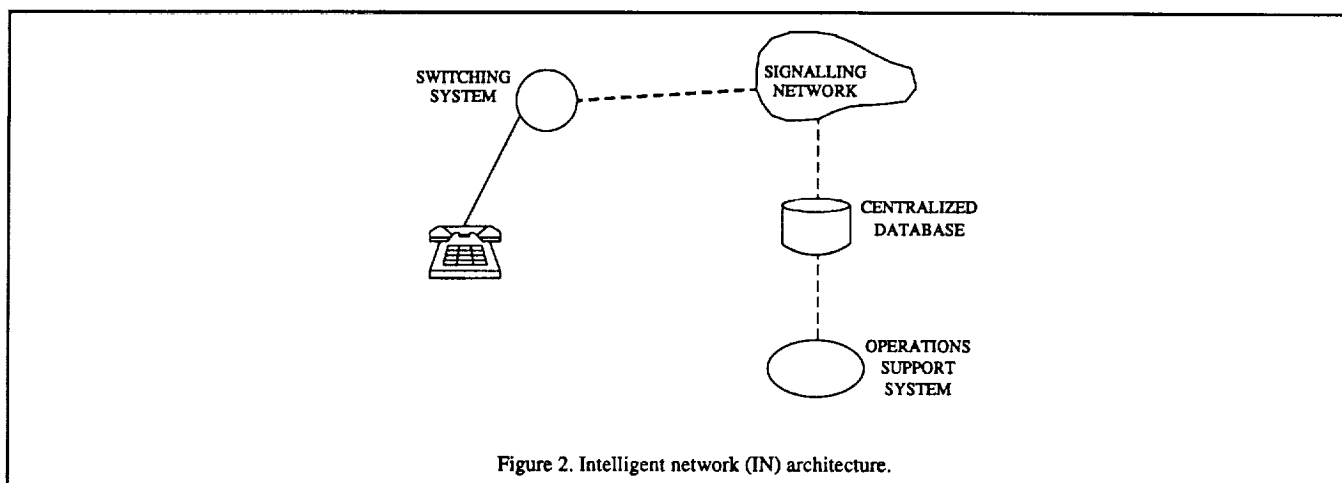 SWITCHING
SYSTEM
SIGNALLING
NETWORK
CENTRALIZED
DATABASE
OPERATIONS
SUPPORT
SYSTEM
Figure 2. Intelligent network (IN) architecture.